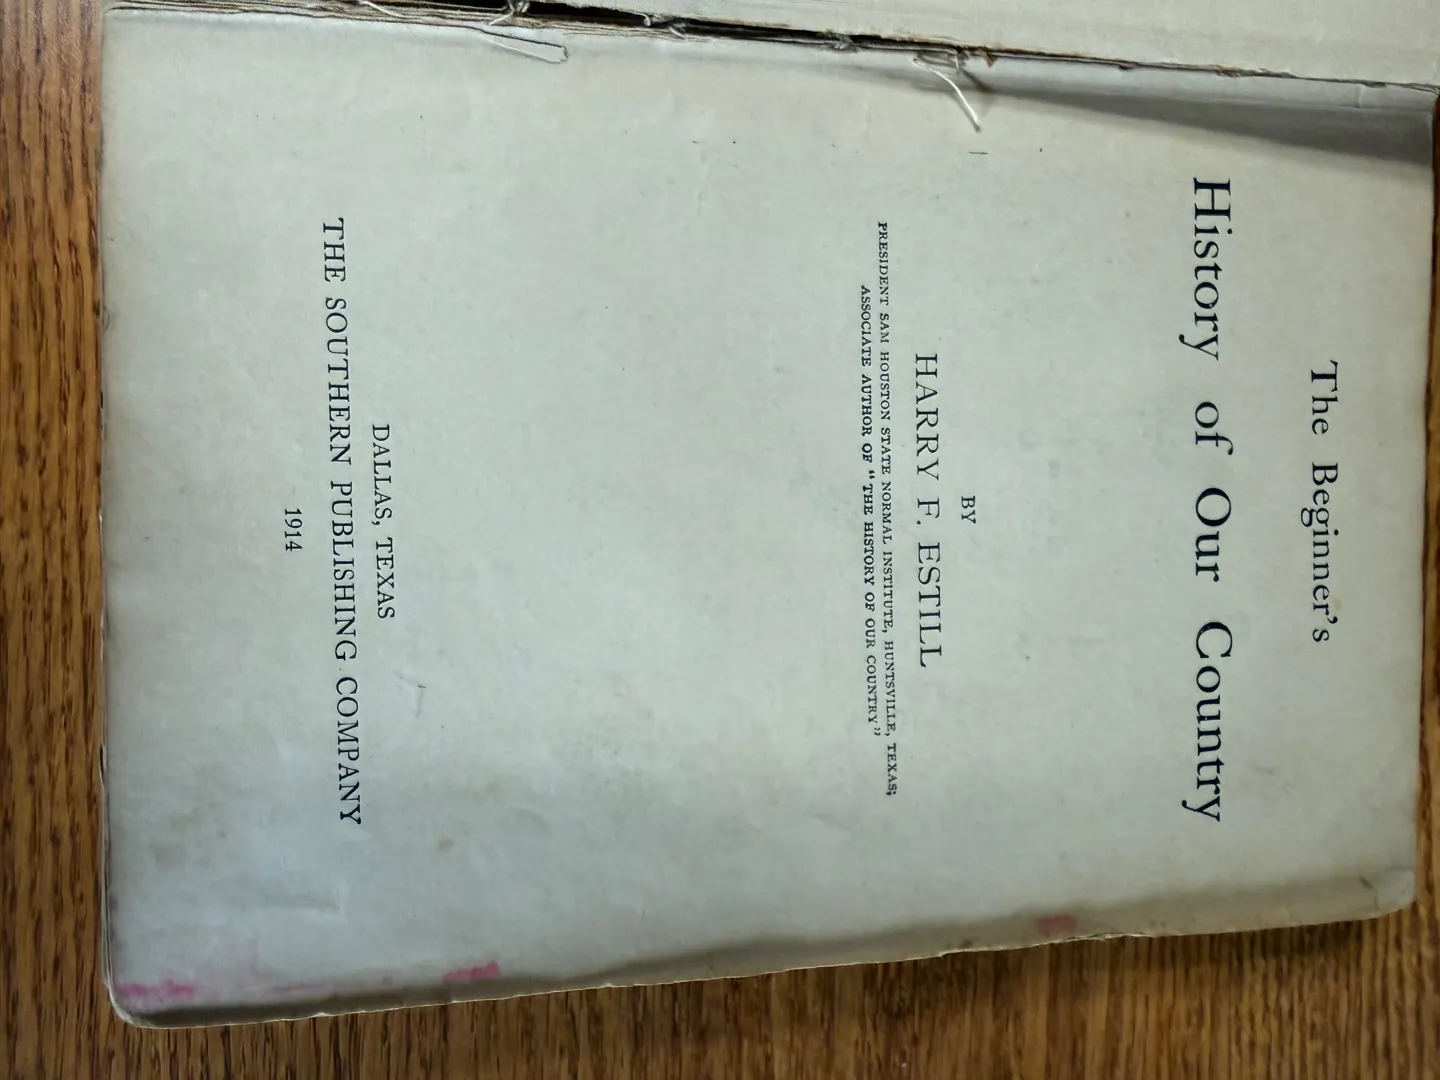 The Beginner's
History of Our Country
BY
HARRY F. ESTILL
PRESIDENT SAM HOUSTON STATE NORMAL INSTITUTE, HUNTSVILLE, TEXAS;
ASSOCIATE AUTHOR OF "THE HISTORY OF OUR COUNTRY"
DALLAS, TEXAS
THE SOUTHERN PUBLISHING COMPANY
1914